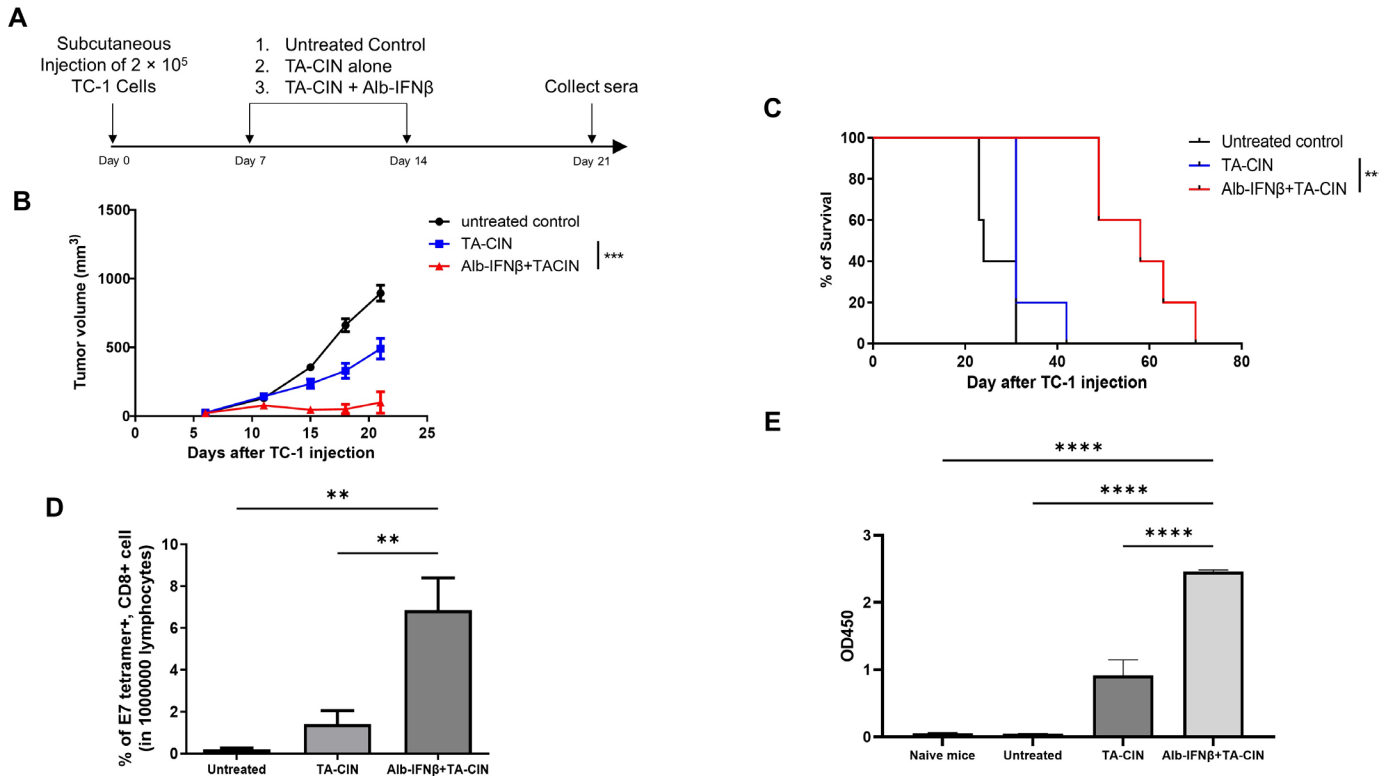 A
Subcutaneous
Injection of 2 × 10⁵
TC-1 Cells
1. Untreated Control
2. TA-CIN alone
3. TA-CIN + Alb-IFNβ
Collect sera
Day 0
Day 7
Day 14
Day 21
B
Tumor volume (mm³)
1500
1000
500
0
0 5 10 15 20 25
Days after TC-1 injection
untreated control
TA-CIN
Alb-IFNβ+TACIN
***
C
% of Survival
100
80
60
40
20
0
0 20 40 60 80
Day after TC-1 injection
Untreated control
TA-CIN
Alb-IFNβ+TA-CIN
**
D
% of E7 tetramer+, CD8+ cell
(in 1000000 lymphocytes)
10
8
6
4
2
0
**
**
Untreated TA-CIN Alb-IFNβ+TA-CIN
E
****
****
****
OD450
3
2
1
0
Naive mice Untreated TA-CIN Alb-IFNβ+TA-CIN